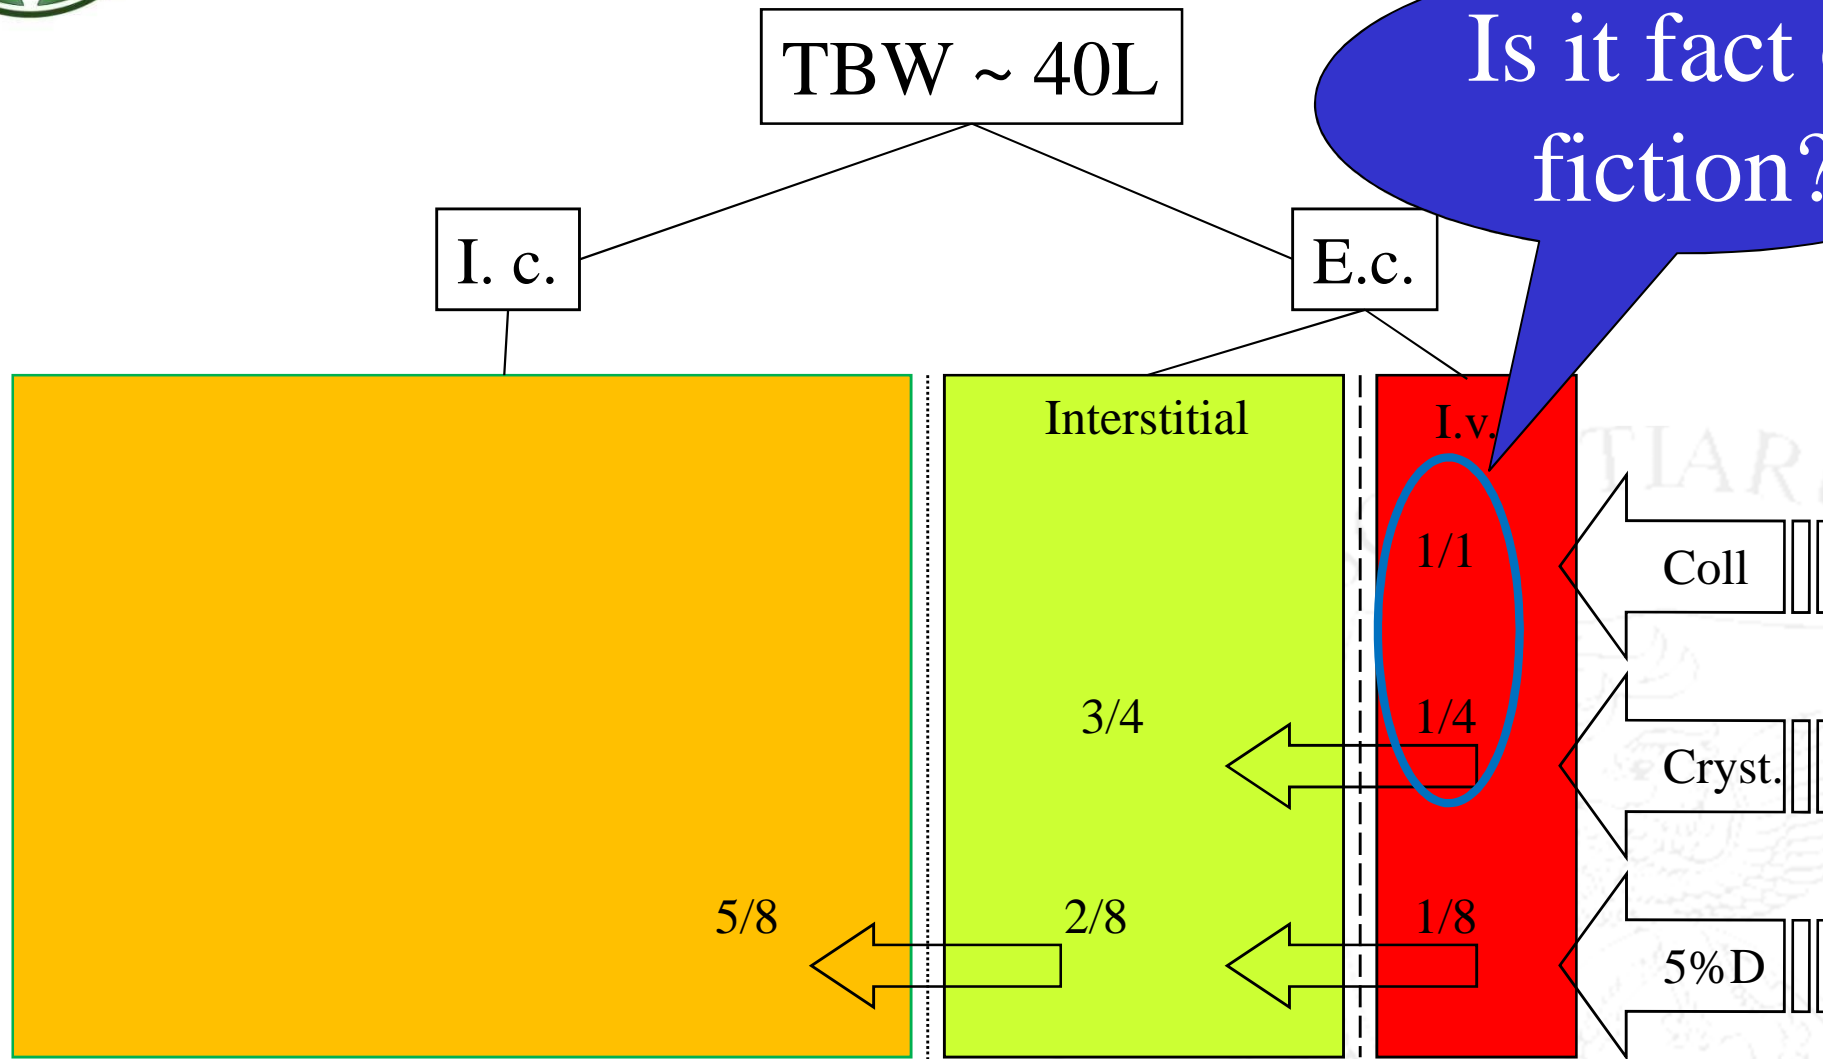 TBW ~ 40L
Is it fact
fiction?
I. c.
E.c.
Interstitial
I.v.
1/1
Coll
3/4
1/4
Cryst.
5/8
2/8
1/8
5%D
TIAR